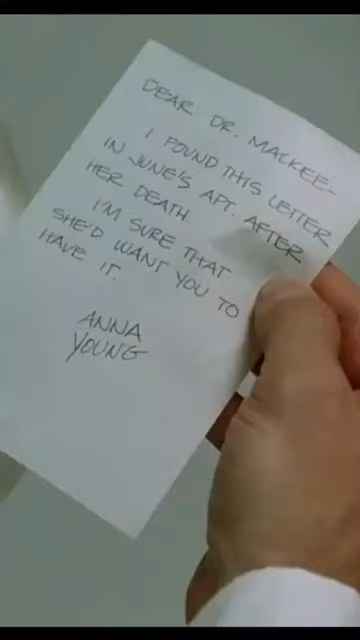 DEAR DR. MACKEE-
I FOUND THIS LETTER
IN JUNE'S APT. AFTER
HER DEATH
I'M SURE THAT
SHE'D WANT YOU TO
HAVE IT.
ANNA
YOUNG